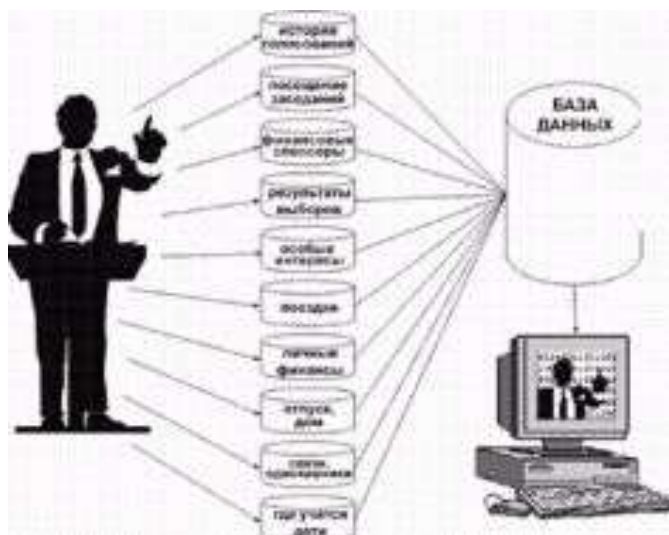 история
голосований
посещение
заседаний
финансовые
спонсоры
результаты
выборов
особые
интересы
поездки
личные
финансы
отпуск,
дом
связи,
где учатся
дети
БАЗА
ДАННЫХ